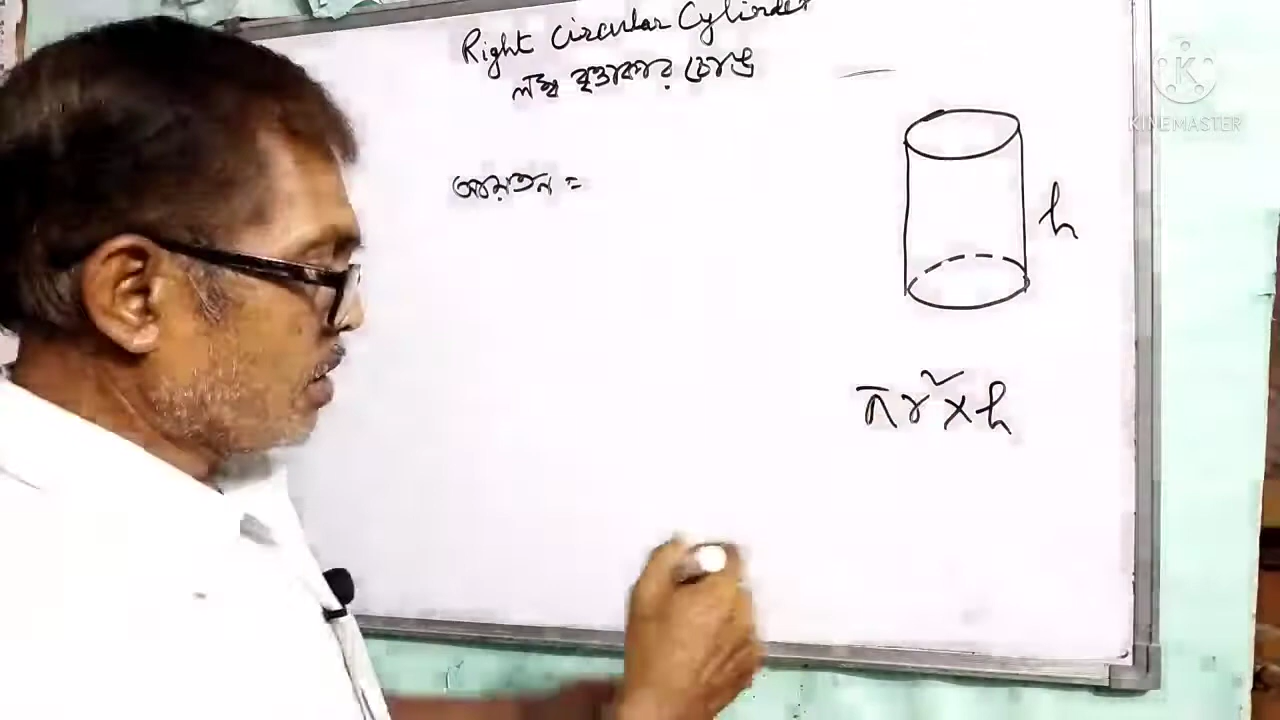 Right Circular Cylinder
লম্ব বৃত্তাকার চোঙ
আয়তন =
h
πr²×h
K
KINEMASTER